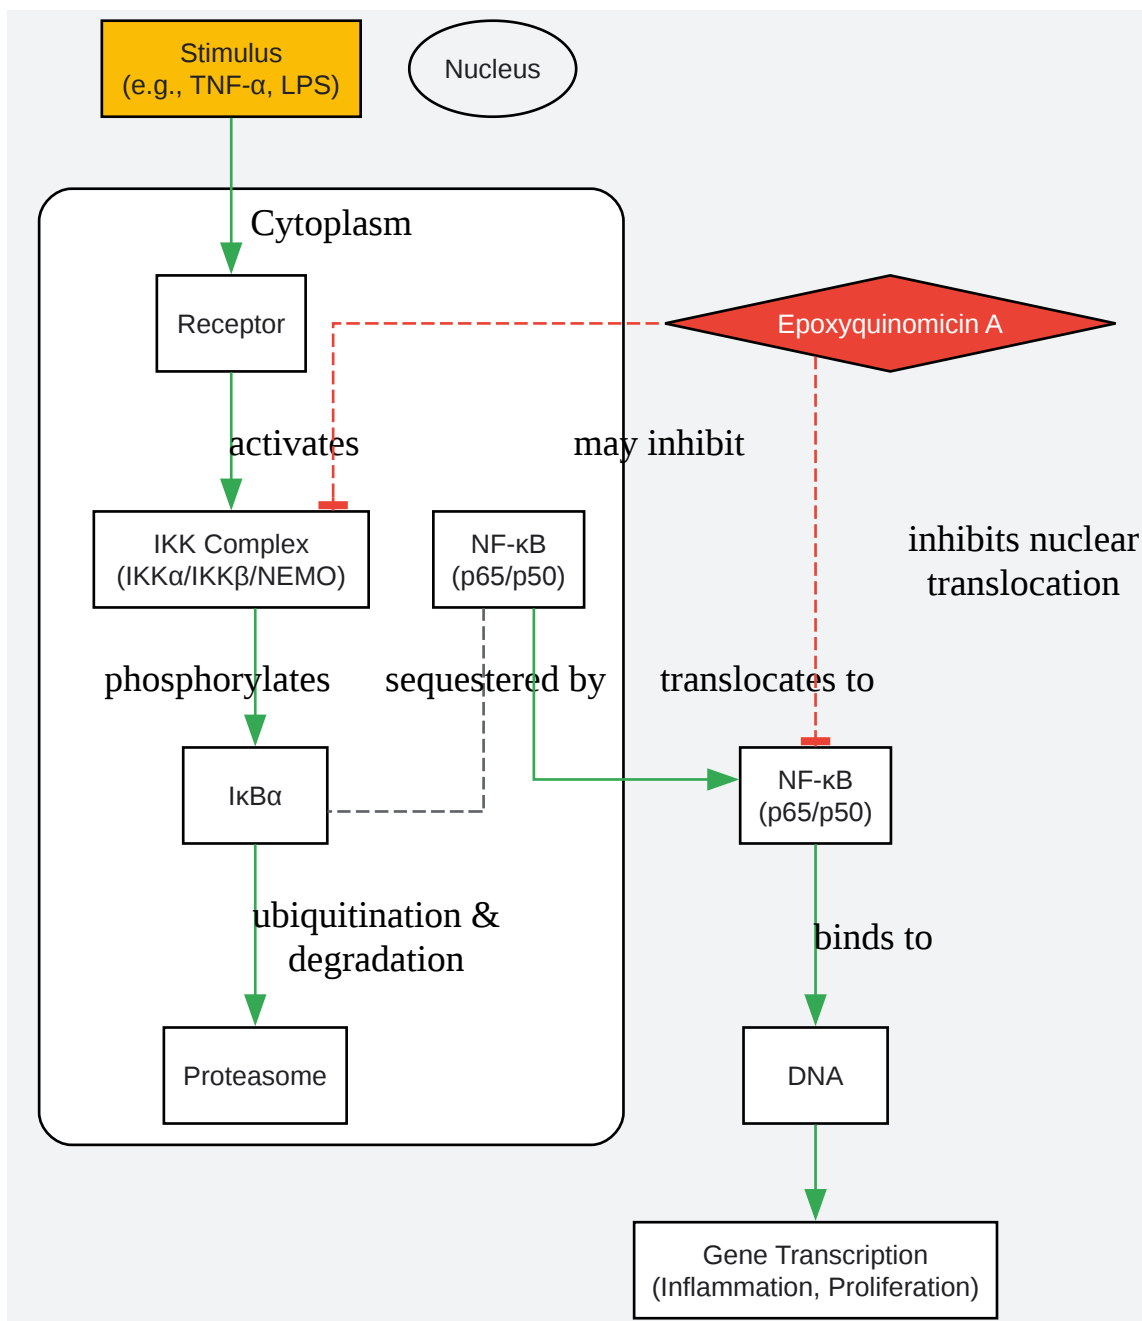 Stimulus
(e.g., TNF-α, LPS)
Nucleus
Cytoplasm
Receptor
Epoxyquinomicin A
activates
may inhibit
IKK Complex
(IKKα/IKKβ/NEMO)
NF-κB
(p65/p50)
inhibits nuclear
translocation
phosphorylates
sequestered by
translocates to
IκBα
NF-κB
(p65/p50)
ubiquitination &
degradation
binds to
Proteasome
DNA
Gene Transcription
(Inflammation, Proliferation)